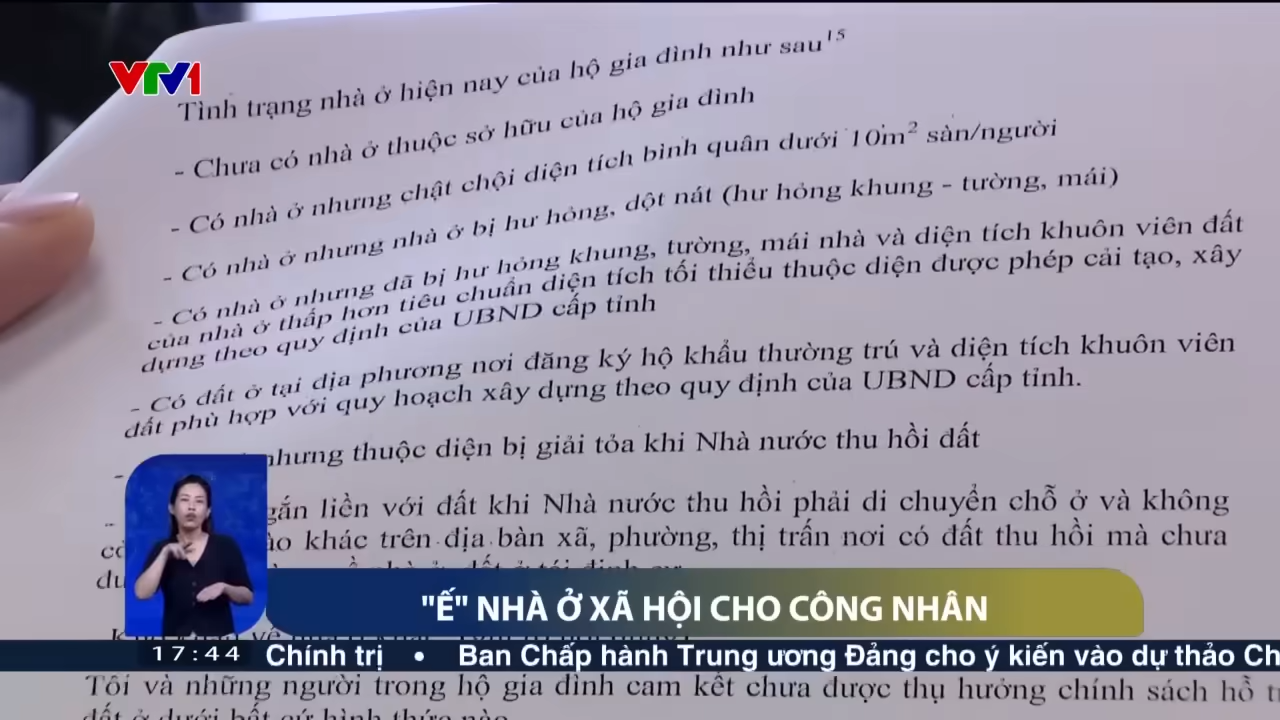 VTV1
Tình trạng nhà ở hiện nay của hộ gia đình như sau15
- Chưa có nhà ở thuộc sở hữu của hộ gia đình
- Có nhà ở nhưng chật chội diện tích bình quân dưới 10m2 sàn/người
- Có nhà ở nhưng nhà ở bị hư hỏng, dột nát (hư hỏng khung - tường, mái)
- Có nhà ở nhưng đã bị hư hỏng khung, tường, mái nhà và diện tích khuôn viên đất
của nhà ở thấp hơn tiêu chuẩn diện tích tối thiểu thuộc diện được phép cải tạo, xây
dựng theo quy định của UBND cấp tỉnh
- Có đất ở tại địa phương nơi đăng ký hộ khẩu thường trú và diện tích khuôn viên
đất phù hợp với quy hoạch xây dựng theo quy định của UBND cấp tỉnh.
nhưng thuộc diện bị giải tỏa khi Nhà nước thu hồi đất
gắn liền với đất khi Nhà nước thu hồi phải di chuyển chỗ ở và không
khác trên địa bàn xã, phường, thị trấn nơi có đất thu hồi mà chưa
"Ế" NHÀ Ở XÃ HỘI CHO CÔNG NHÂN
17:44 Chính trị • Ban Chấp hành Trung ương Đảng cho ý kiến vào dự thảo Ch
Tôi và những người trong hộ gia đình cam kết chưa được thụ hưởng chính sách hỗ
đất ở dưới bất cứ hình thức nào